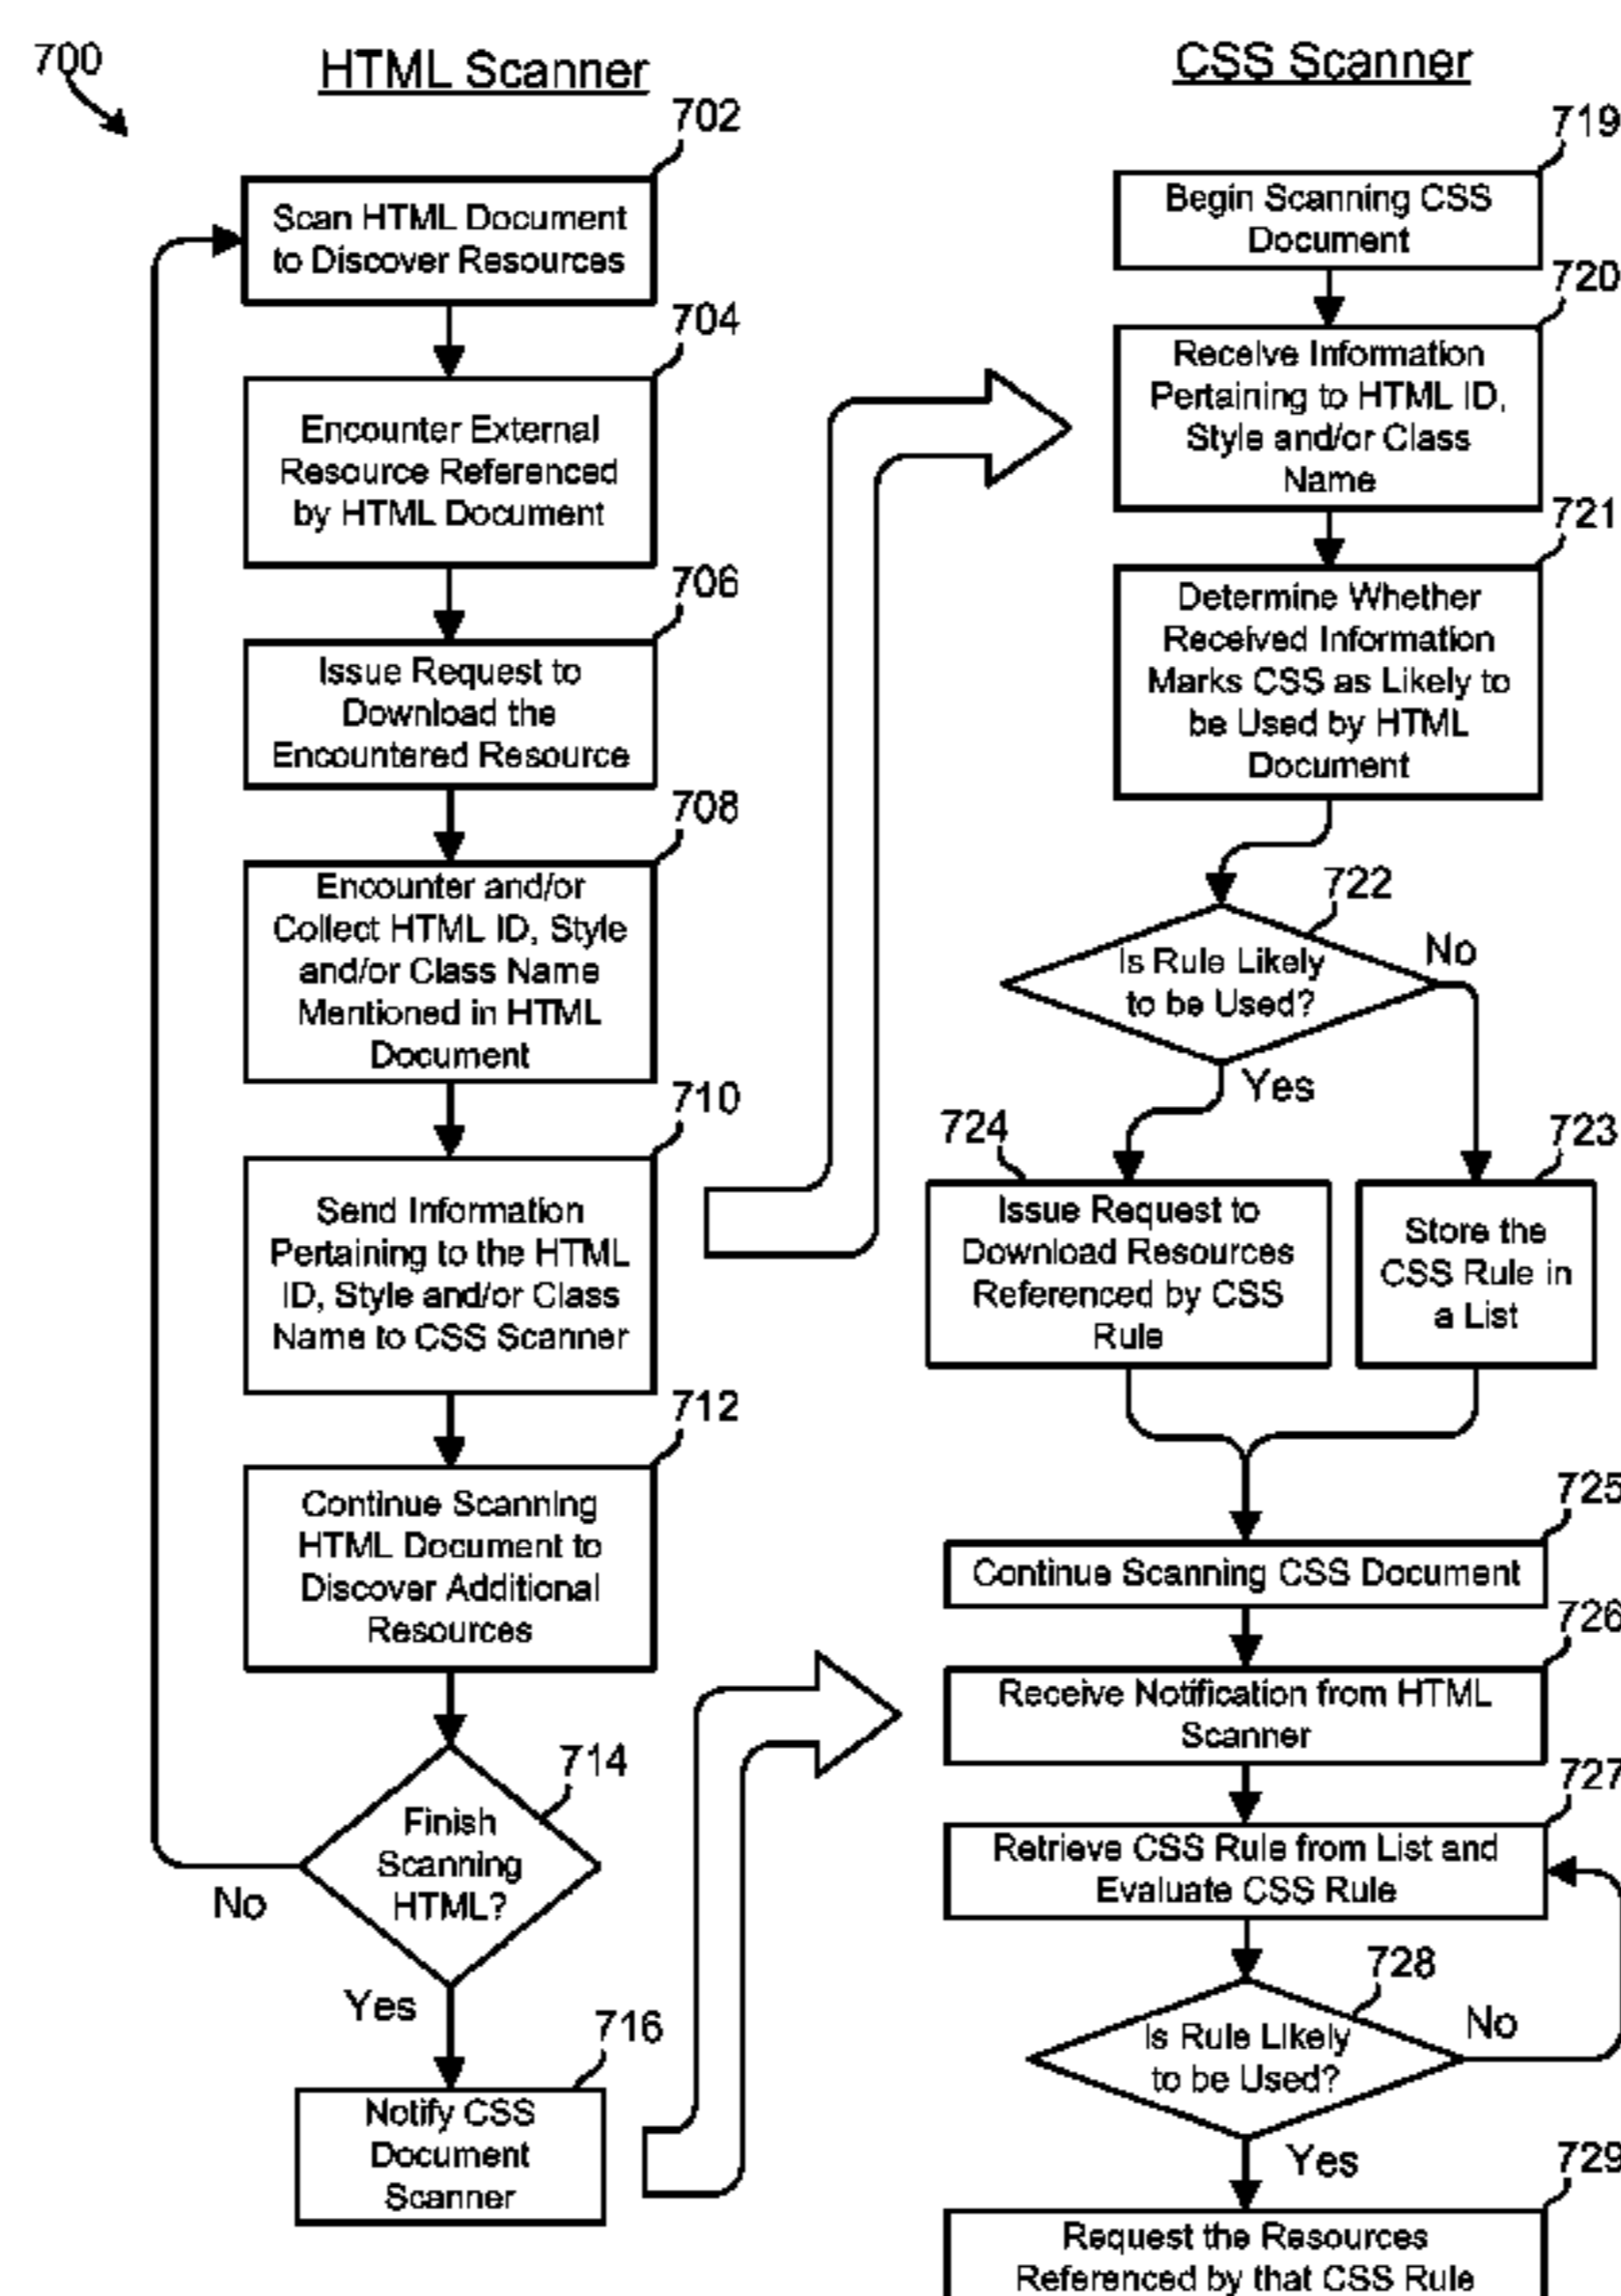 700
HTML Scanner
702
Scan HTML Document
to Discover Resources
704
Encounter External
Resource Referenced
by HTML Document
706
Issue Request to
Download the
Encountered Resource
708
Encounter and/or
Collect HTML ID, Style
and/or Class Name
Mentioned in HTML
Document
710
Send Information
Pertaining to the HTML
ID, Style and/or Class
Name to CSS Scanner
712
Continue Scanning
HTML Document to
Discover Additional
Resources
714
Finish
Scanning
HTML?
No
Yes
716
Notify CSS
Document
Scanner
CSS Scanner
719
Begin Scanning CSS
Document
720
Receive Information
Pertaining to HTML ID,
Style and/or Class
Name
721
Determine Whether
Received Information
Marks CSS as Likely to
be Used by HTML
Document
722
Is Rule Likely
to be Used?
No
Yes
724
Issue Request to
Download Resources
Referenced by CSS
Rule
723
Store the
CSS Rule in
a List
725
Continue Scanning CSS Document
726
Receive Notification from HTML
Scanner
727
Retrieve CSS Rule from List and
Evaluate CSS Rule
728
Is Rule Likely
to be Used?
No
Yes
729
Request the Resources
Referenced by that CSS Rule